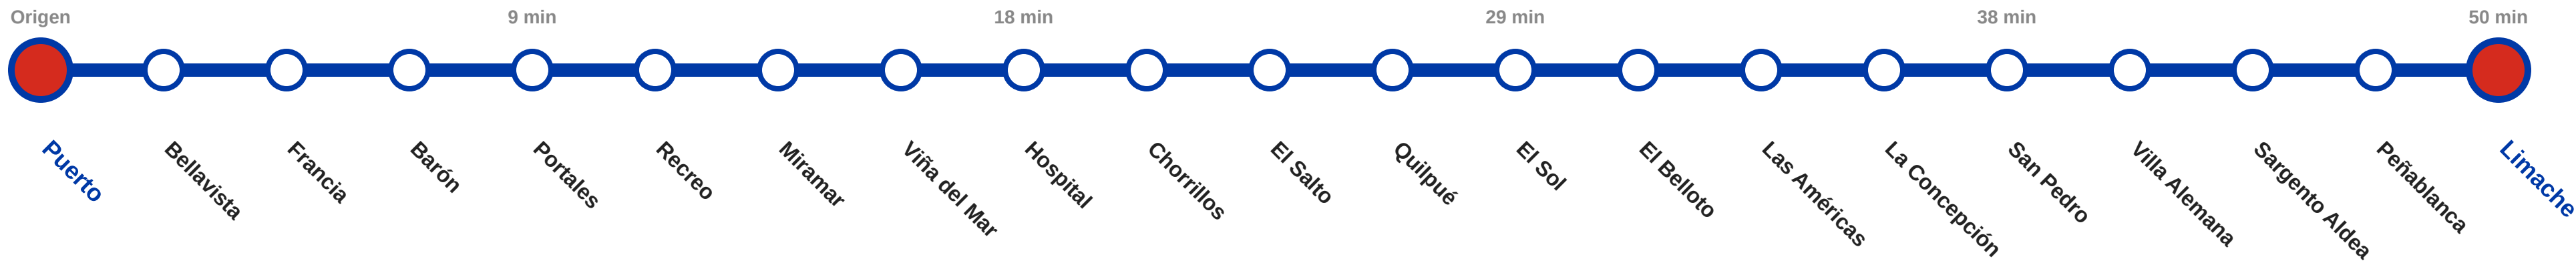 Origen
9 min
18 min
29 min
38 min
50 min
Puerto
Bellavista
Francia
Barón
Portales
Recreo
Miramar
Viña del Mar
Hospital
Chorrillos
El Salto
Quilpué
El Sol
El Belloto
Las Américas
La Concepción
San Pedro
Villa Alemana
Sargento Aldea
Peñablanca
Limache